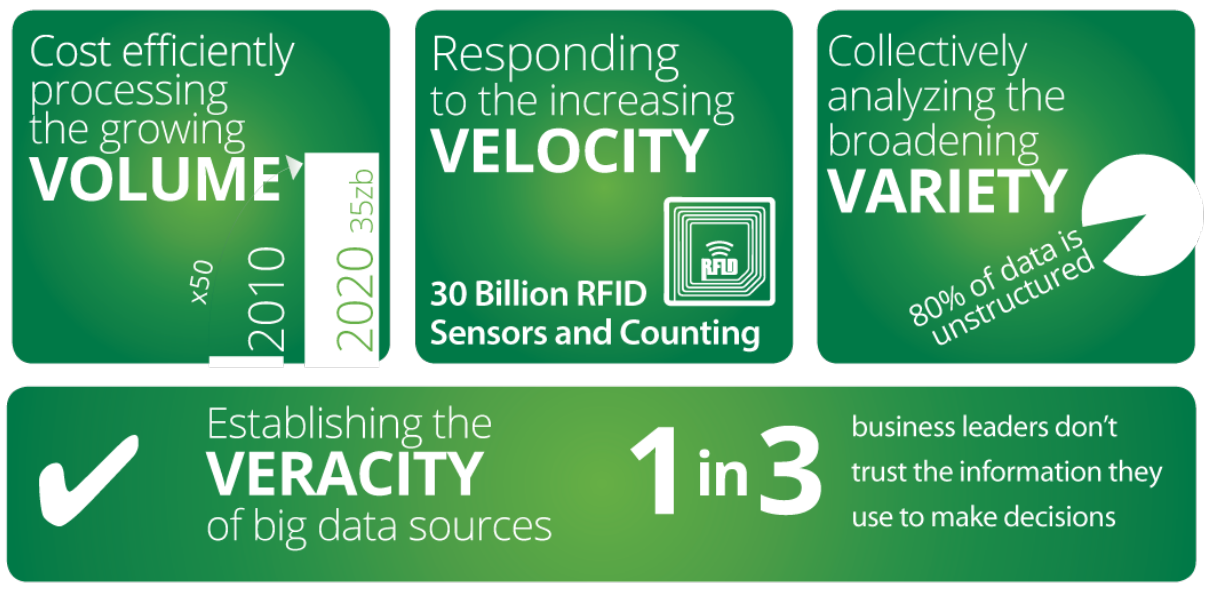 Cost efficiently
processing
the growing
VOLUME
x50
2010
2020 35zb
Responding
to the increasing
VELOCITY
RFID
30 Billion RFID
Sensors and Counting
Collectively
analyzing the
broadening
VARIETY
80% of data is
unstructured
Establishing the
VERACITY
of big data sources
1 in 3
business leaders don't
trust the information they
use to make decisions